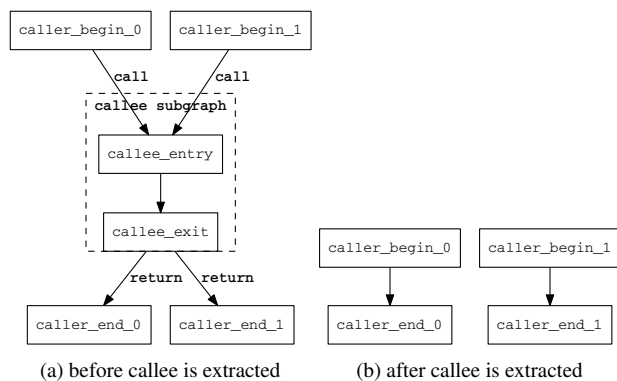 caller_begin_0 caller_begin_1
call call
callee subgraph
callee_entry
callee_exit
return return
caller_end_0 caller_end_1
(a) before callee is extracted
caller_begin_0 caller_begin_1
caller_end_0 caller_end_1
(b) after callee is extracted